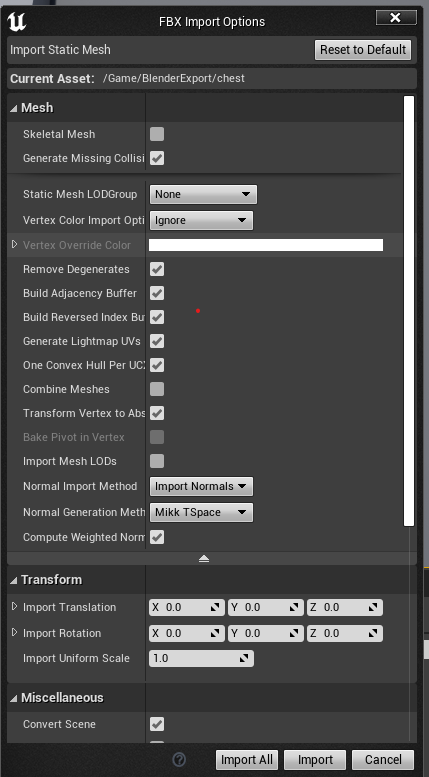 FBX Import Options
Import Static Mesh
Reset to Default
Current Asset: /Game/BlenderExport/chest
Mesh
Skeletal Mesh
Generate Missing Collisi
Static Mesh LODGroup None
Vertex Color Import Opti Ignore
Vertex Override Color
Remove Degenerates
Build Adjacency Buffer
Build Reversed Index Bu
Generate Lightmap UVs
One Convex Hull Per UCX
Combine Meshes
Transform Vertex to Abs
Bake Pivot in Vertex
Import Mesh LODs
Normal Import Method Import Normals
Normal Generation Meth Mikk TSpace
Compute Weighted Norm
Transform
Import Translation X 0.0 Y 0.0 Z 0.0
Import Rotation X 0.0 Y 0.0 Z 0.0
Import Uniform Scale 1.0
Miscellaneous
Convert Scene
? Import All Import Cancel